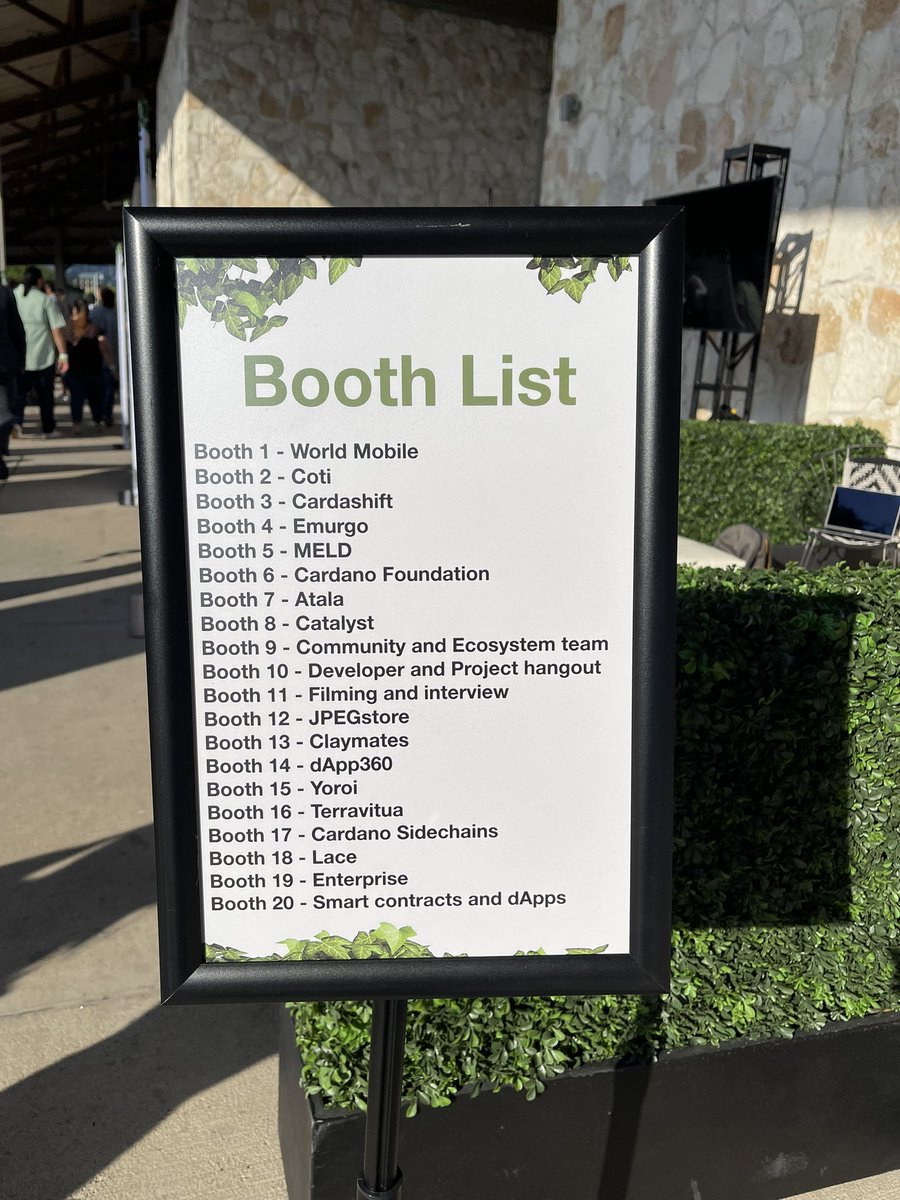 Booth List
Booth 1 - World Mobile
Booth 2 - Coti
Booth 3 - Cardashift
Booth 4 - Emurgo
Booth 5 - MELD
Booth 6 - Cardano Foundation
Booth 7 - Atala
Booth 8 - Catalyst
Booth 9 - Community and Ecosystem team
Booth 10 - Developer and Project hangout
Booth 11 - Filming and interview
Booth 12 - JPEGstore
Booth 13 - Claymates
Booth 14 - dApp360
Booth 15 - Yoroi
Booth 16 - Terravitua
Booth 17 - Cardano Sidechains
Booth 18 - Lace
Booth 19 - Enterprise
Booth 20 - Smart contracts and dApps